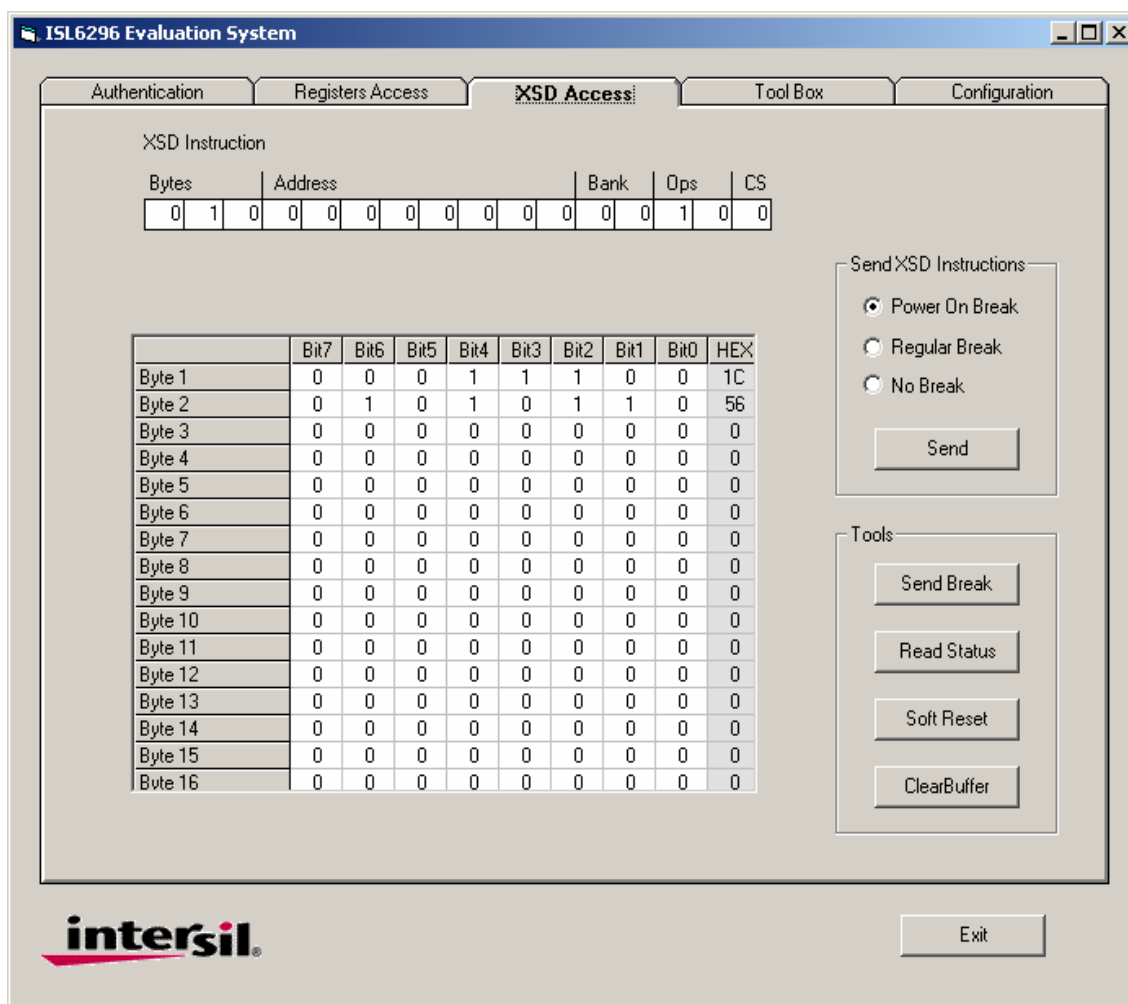 ISL6296 Evaluation System
Authentication Registers Access XSD Access Tool Box Configuration
XSD Instruction
Bytes Address Bank Ops CS
0 1 0 0 0 0 0 0 0 0 0 0 0 1 0 0
Send XSD Instructions
Power On Break
Regular Break
No Break
Send
Bit7 Bit6 Bit5 Bit4 Bit3 Bit2 Bit1 Bit0 HEX
Byte 1 0 0 0 1 1 1 0 0 1C
Byte 2 0 1 0 1 0 1 1 0 56
Byte 3 0 0 0 0 0 0 0 0 0
Byte 4 0 0 0 0 0 0 0 0 0
Byte 5 0 0 0 0 0 0 0 0 0
Byte 6 0 0 0 0 0 0 0 0 0
Byte 7 0 0 0 0 0 0 0 0 0
Byte 8 0 0 0 0 0 0 0 0 0
Byte 9 0 0 0 0 0 0 0 0 0
Byte 10 0 0 0 0 0 0 0 0 0
Byte 11 0 0 0 0 0 0 0 0 0
Byte 12 0 0 0 0 0 0 0 0 0
Byte 13 0 0 0 0 0 0 0 0 0
Byte 14 0 0 0 0 0 0 0 0 0
Byte 15 0 0 0 0 0 0 0 0 0
Byte 16 0 0 0 0 0 0 0 0 0
Tools
Send Break
Read Status
Soft Reset
ClearBuffer
intersil®
Exit